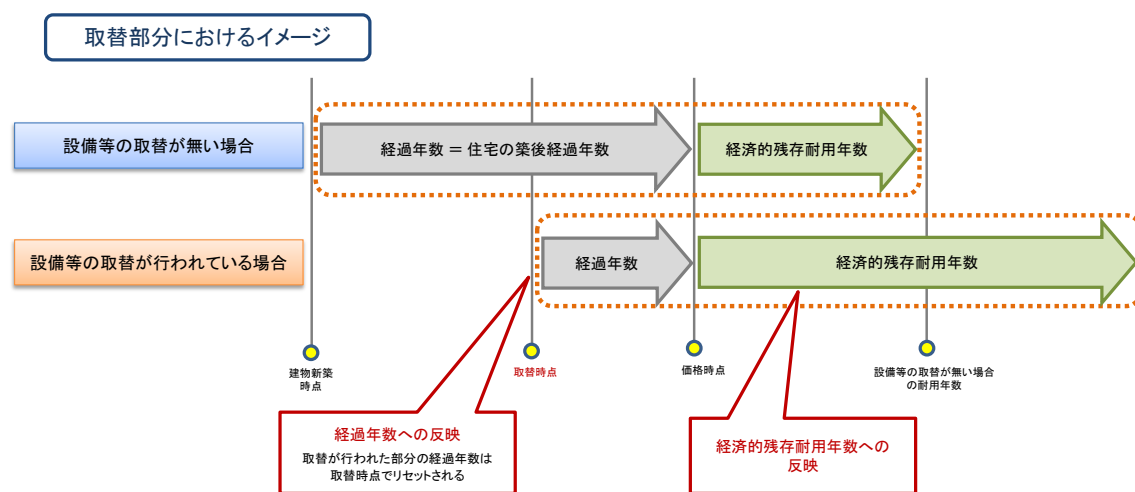 取替部分におけるイメージ
設備等の取替が無い場合
経過年数 = 住宅の築後経過年数
経済的残存耐用年数
設備等の取替が行われている場合
経過年数
経済的残存耐用年数
建物新築
時点
取替時点
価格時点
設備等の取替が無い場合
の耐用年数
経過年数への反映
取替が行われた部分の経過年数は
取替時点でリセットされる
経済的残存耐用年数への
反映